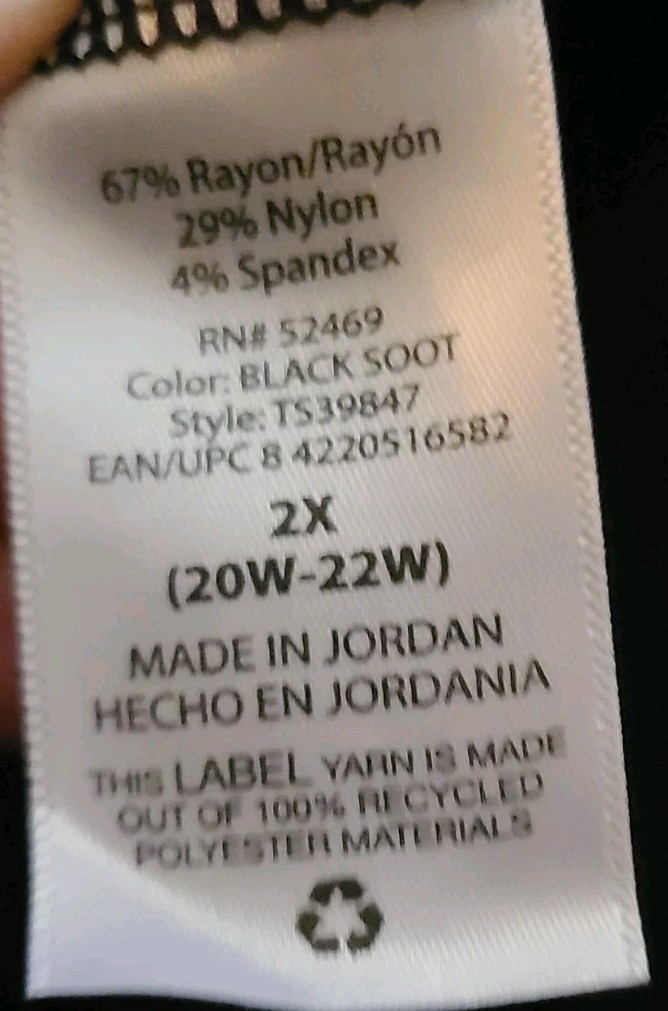 67% Rayon/Rayón
29% Nylon
4% Spandex
RN# 52469
Color: BLACK SOOT
Style: TS39847
EAN/UPC 8 4220516582
2X
(20W-22W)
MADE IN JORDAN
HECHO EN JORDANIA
THIS LABEL YARN IS MADE
OUT OF 100% RECYCLED
POLYESTER MATERIALS